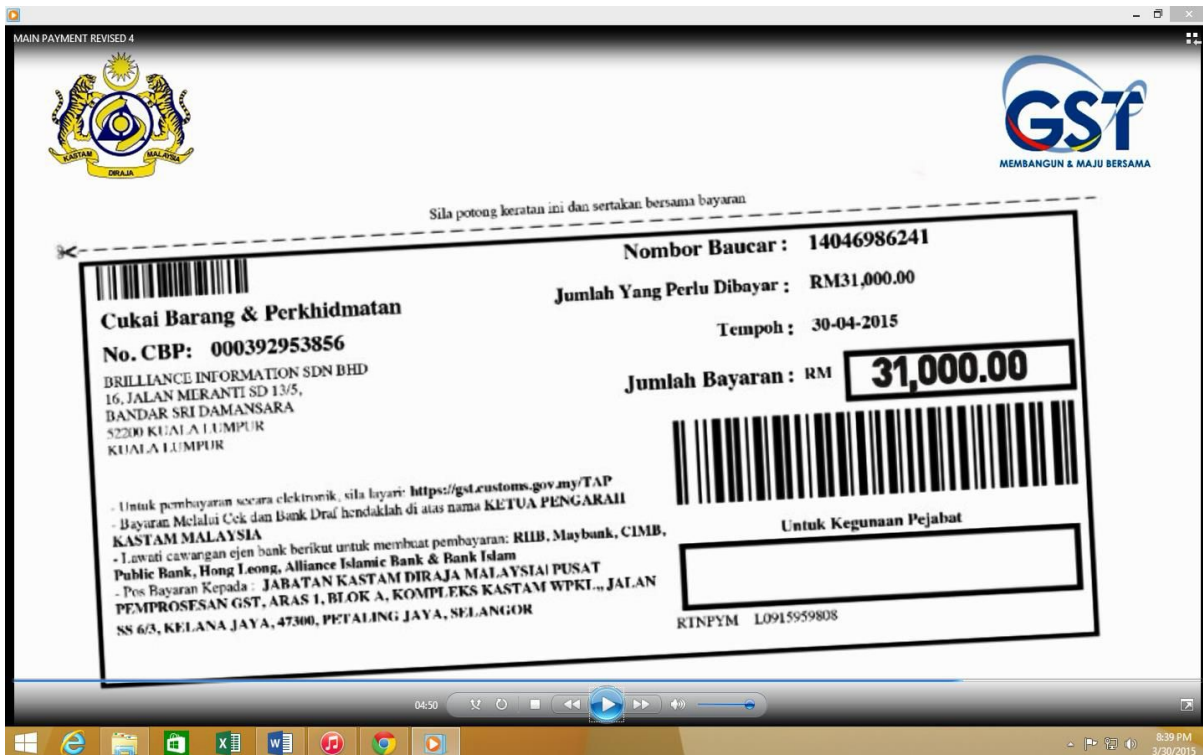 MAIN PAYMENT REVISED 4
KASTAM
DIRAJA
MALAYSIA
GST
MEMBANGUN & MAJU BERSAMA
Sila potong keratan ini dan sertakan bersama bayaran
Cukai Barang & Perkhidmatan
No. CBP: 000392953856
BRILLIANCE INFORMATION SDN BHD
16, JALAN MERANTI SD 13/5,
BANDAR SRI DAMANSARA
52200 KUALA LUMPUR
KUALA LUMPUR
Nombor Baucar : 14046986241
Jumlah Yang Perlu Dibayar : RM31,000.00
Tempoh : 30-04-2015
Jumlah Bayaran : RM 31,000.00
- Untuk pembayaran secara elektronik, sila layari: https://gst.customs.gov.my/TAP
- Bayaran Melalui Cek dan Bank Draf hendaklah di atas nama KETUA PENGARAH
KASTAM MALAYSIA
- Lawati cawangan ejen bank berikut untuk membuat pembayaran: RHB, Maybank, CIMB,
Public Bank, Hong Leong, Alliance Islamic Bank & Bank Islam
- Pos Bayaran Kepada : JABATAN KASTAM DIRAJA MALAYSIA PUSAT
PEMPROSESAN GST, ARAS 1, BLOK A, KOMPLEKS KASTAM WPKL., JALAN
SS 6/3, KELANA JAYA, 47300, PETALING JAYA, SELANGOR
Untuk Kegunaan Pejabat
RTNPYM L0915959808
04:50
8:39 PM
3/30/2015